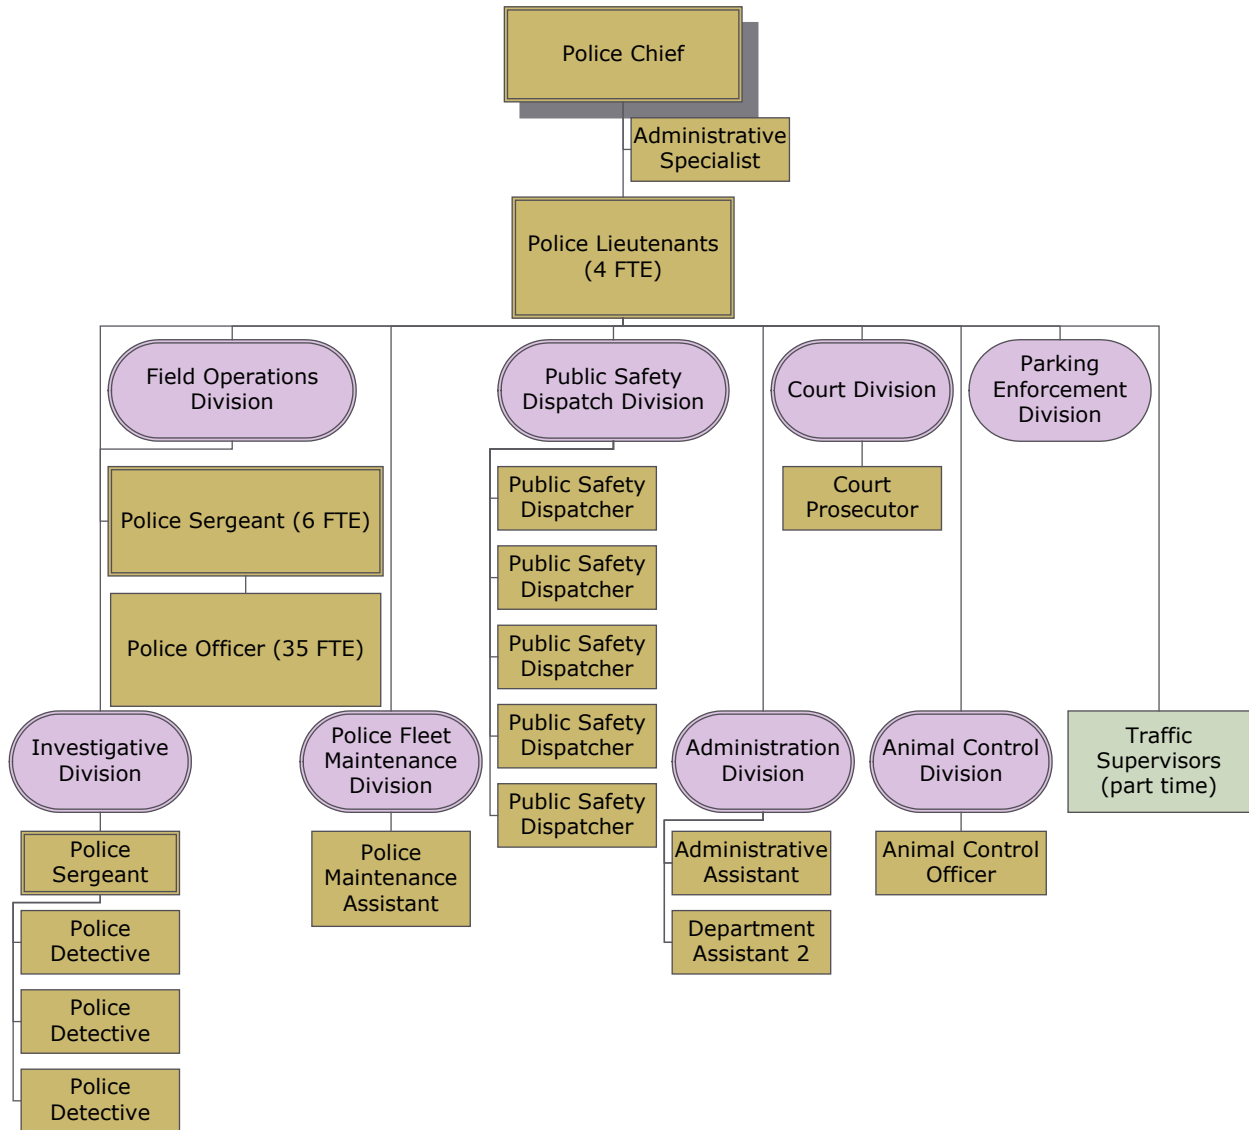 Police Chief
Administrative
Specialist
Police Lieutenants
(4 FTE)
Field Operations
Division
Public Safety
Dispatch Division
Court Division
Parking
Enforcement
Division
Police Sergeant (6 FTE)
Police Officer (35 FTE)
Public Safety
Dispatcher
Public Safety
Dispatcher
Public Safety
Dispatcher
Public Safety
Dispatcher
Public Safety
Dispatcher
Court
Prosecutor
Investigative
Division
Police Fleet
Maintenance
Division
Administration
Division
Animal Control
Division
Traffic
Supervisors
(part time)
Police
Sergeant
Police
Detective
Police
Detective
Police
Detective
Police
Maintenance
Assistant
Administrative
Assistant
Department
Assistant 2
Animal Control
Officer